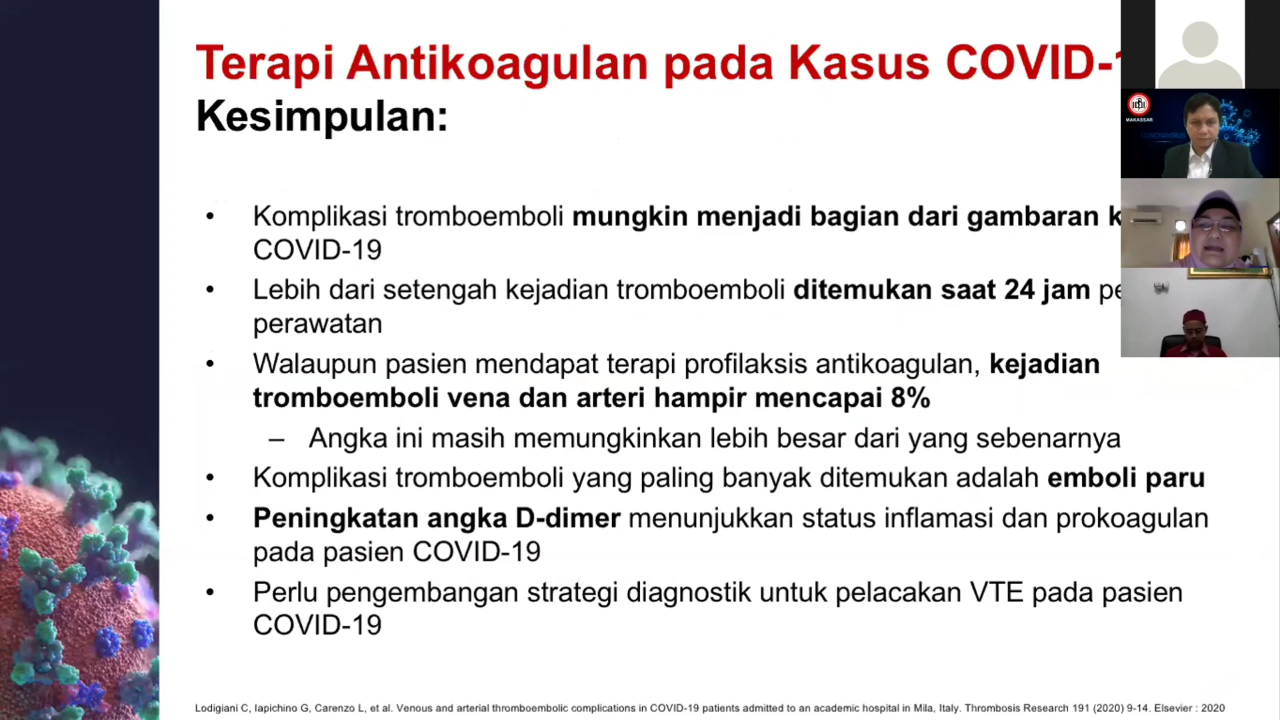 Terapi Antikoagulan pada Kasus COVID-
Kesimpulan:
MAKASSAR
• Komplikasi tromboemboli mungkin menjadi bagian dari gambaran
COVID-19
• Lebih dari setengah kejadian tromboemboli ditemukan saat 24 jam
perawatan
• Walaupun pasien mendapat terapi profilaksis antikoagulan, kejadian
tromboemboli vena dan arteri hampir mencapai 8%
– Angka ini masih memungkinkan lebih besar dari yang sebenarnya
• Komplikasi tromboemboli yang paling banyak ditemukan adalah emboli paru
• Peningkatan angka D-dimer menunjukkan status inflamasi dan prokoagulan
pada pasien COVID-19
• Perlu pengembangan strategi diagnostik untuk pelacakan VTE pada pasien
COVID-19
Lodigiani C, Iapichino G, Carenzo L, et al. Venous and arterial thromboembolic complications in COVID-19 patients admitted to an academic hospital in Mila, Italy. Thrombosis Research 191 (2020) 9-14. Elsevier : 2020